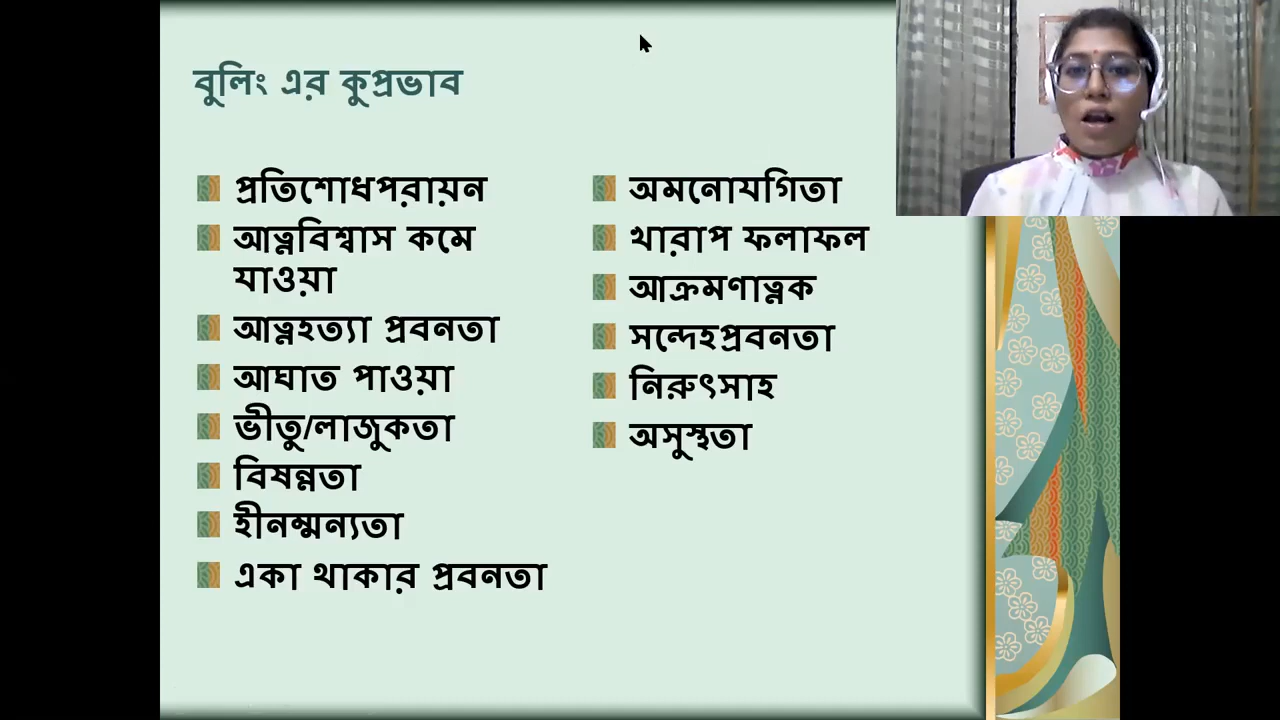 বুলিং এর কুপ্রভাব
প্রতিশোধপরায়ন
আত্নবিশ্বাস কমে
যাওয়া
আত্নহত্যা প্রবনতা
আঘাত পাওয়া
ভীতু/লাজুকতা
বিষন্নতা
হীনম্মন্যতা
একা থাকার প্রবনতা
অমনোযগিতা
খারাপ ফলাফল
আক্রমণাত্নক
সন্দেহপ্রবনতা
নিরুৎসাহ
অসুস্থতা